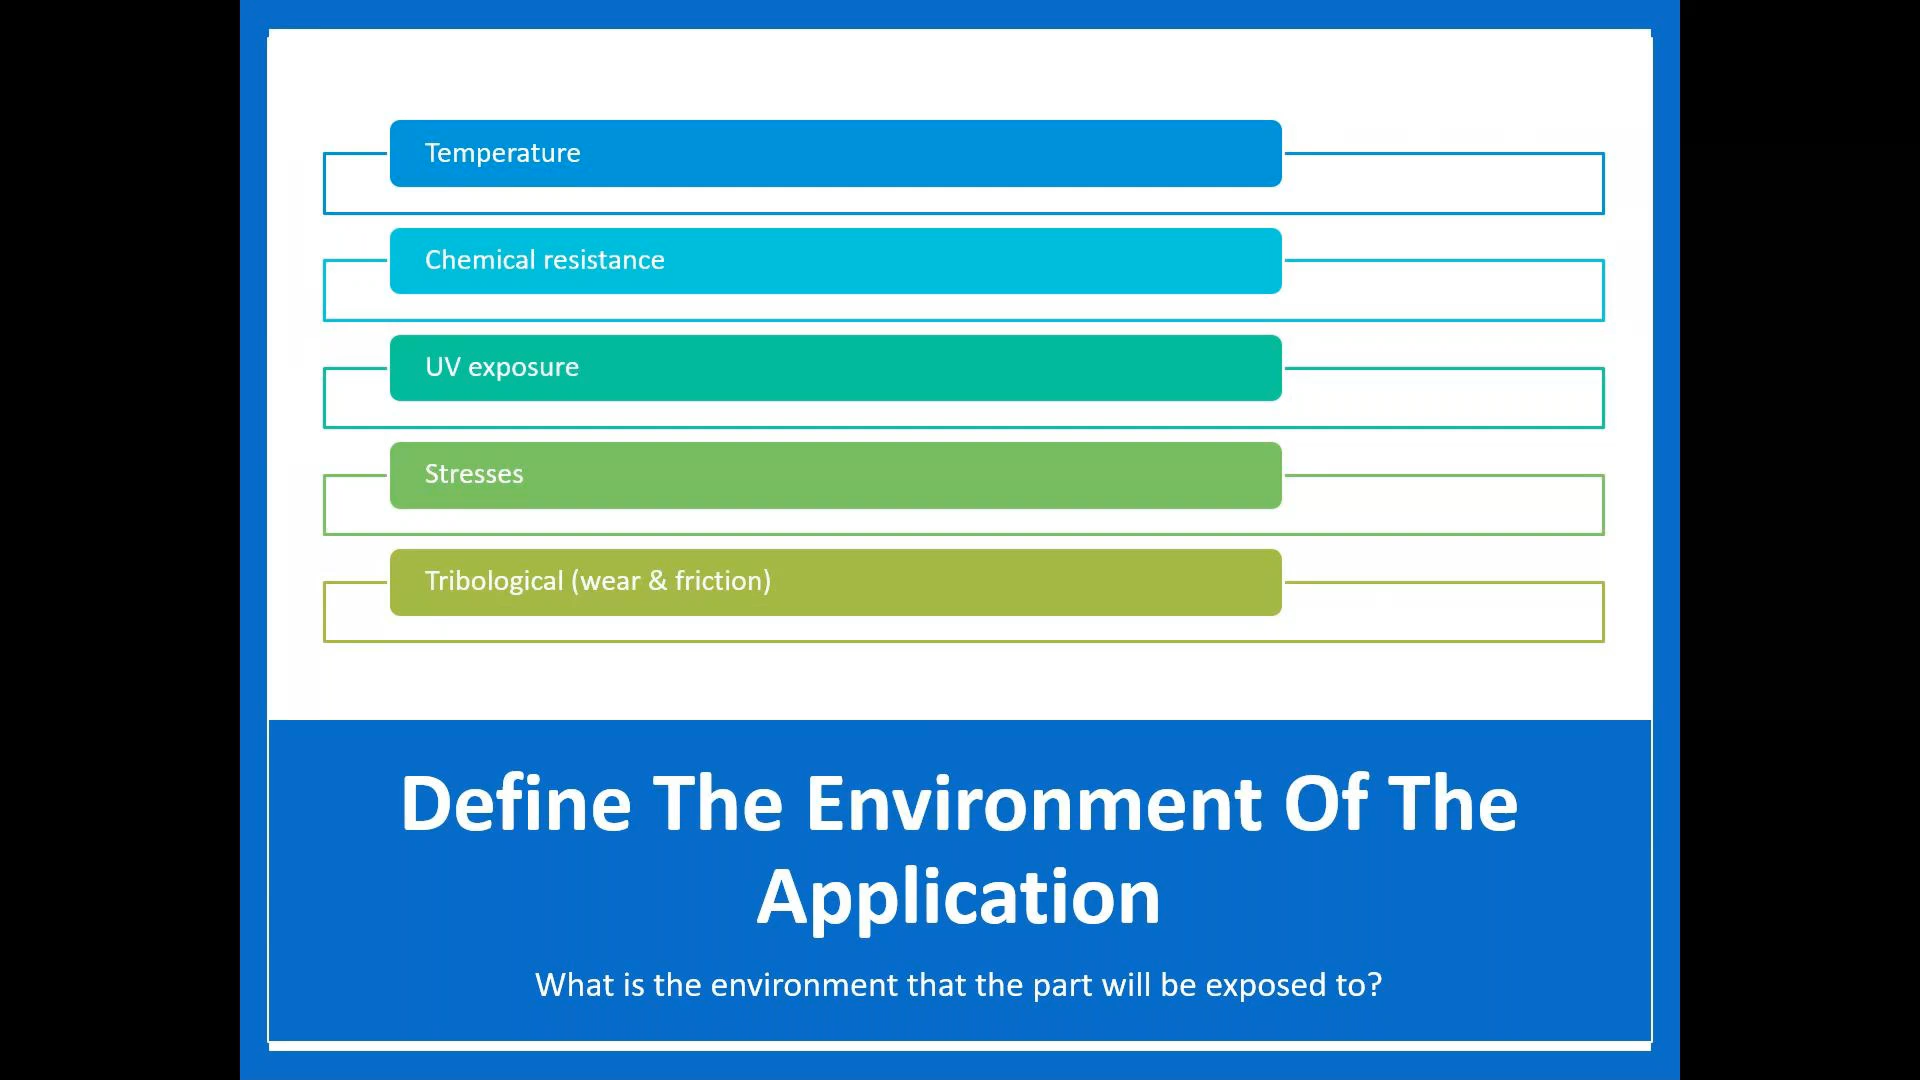 Temperature
Chemical resistance
UV exposure
Stresses
Tribological (wear & friction)
Define The Environment Of The
Application
What is the environment that the part will be exposed to?